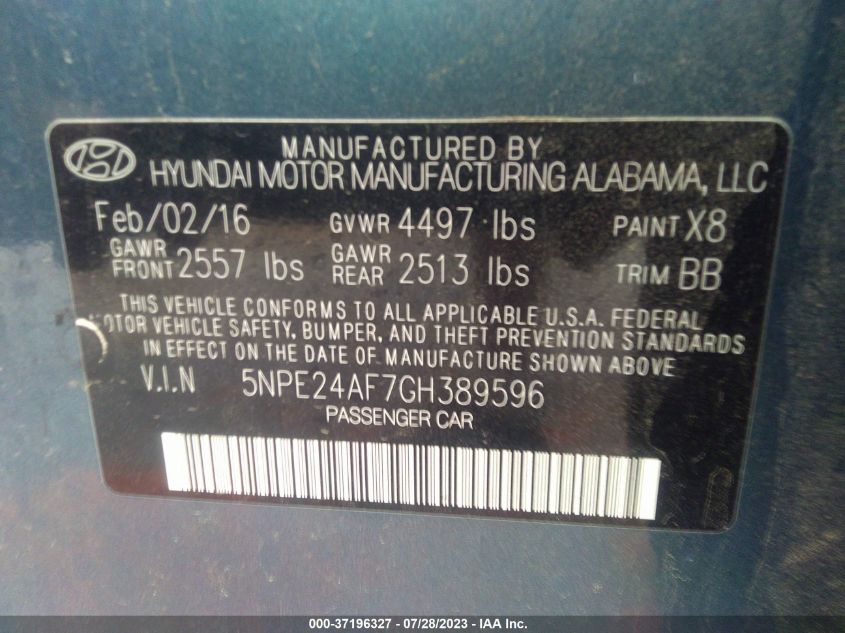 MANUFACTURED BY
HYUNDAI MOTOR MANUFACTURING ALABAMA, LLC
Feb/02/16 GVWR 4497 lbs PAINT X8
GAWR FRONT 2557 lbs GAWR REAR 2513 lbs TRIM BB
THIS VEHICLE CONFORMS TO ALL APPLICABLE U.S.A. FEDERAL
OTOR VEHICLE SAFETY, BUMPER, AND THEFT PREVENTION STANDARDS
IN EFFECT ON THE DATE OF MANUFACTURE SHOWN ABOVE
V.I.N 5NPE24AF7GH389596
PASSENGER CAR
000-37196327 / 07/28/2023 - IAA Inc.